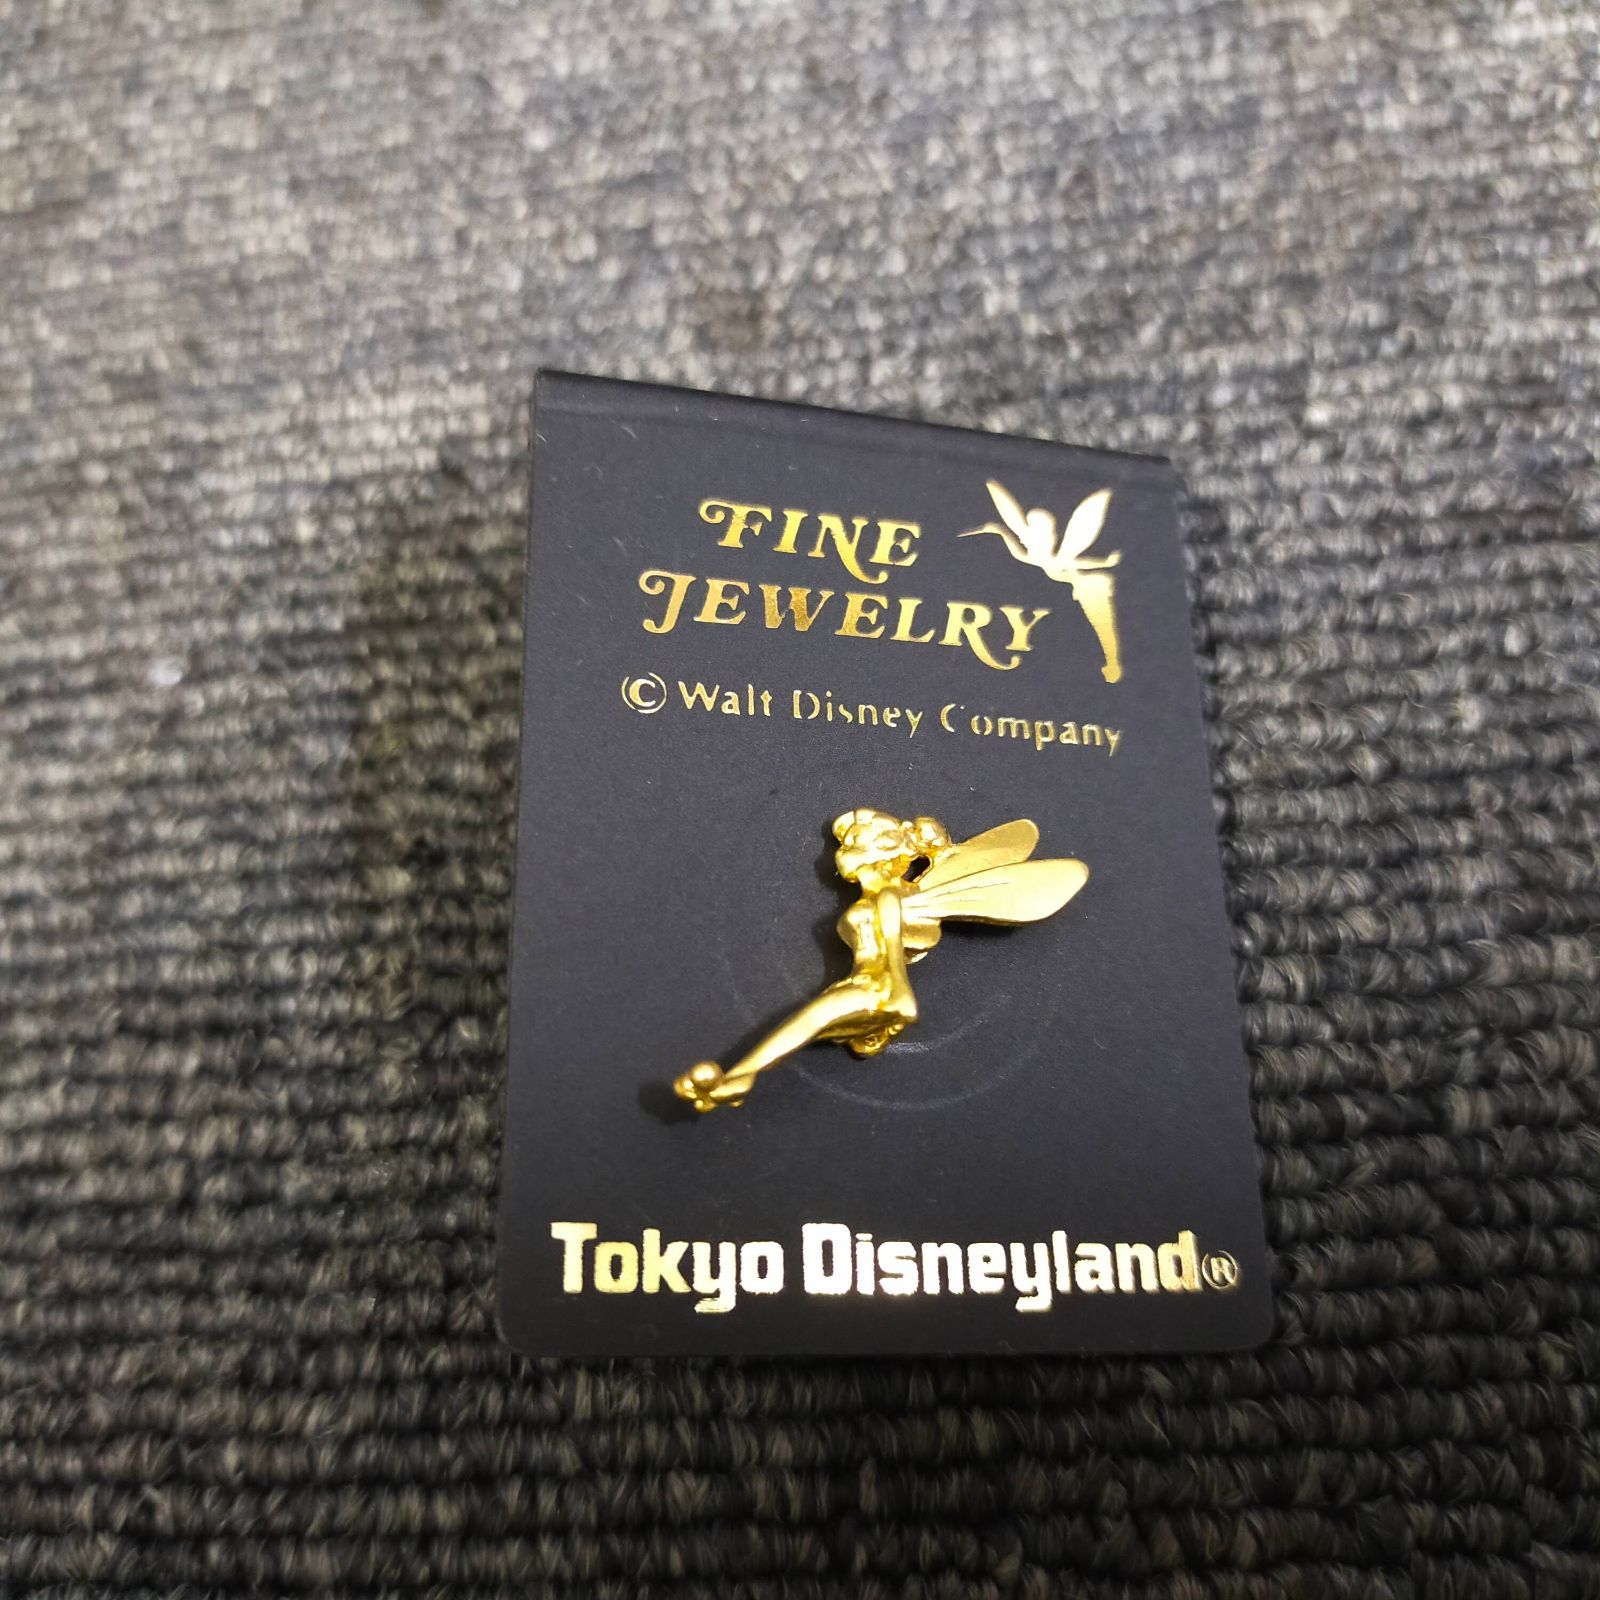 FINE
JEWELRY
© Walt Disney Company
Tokyo Disneyland®